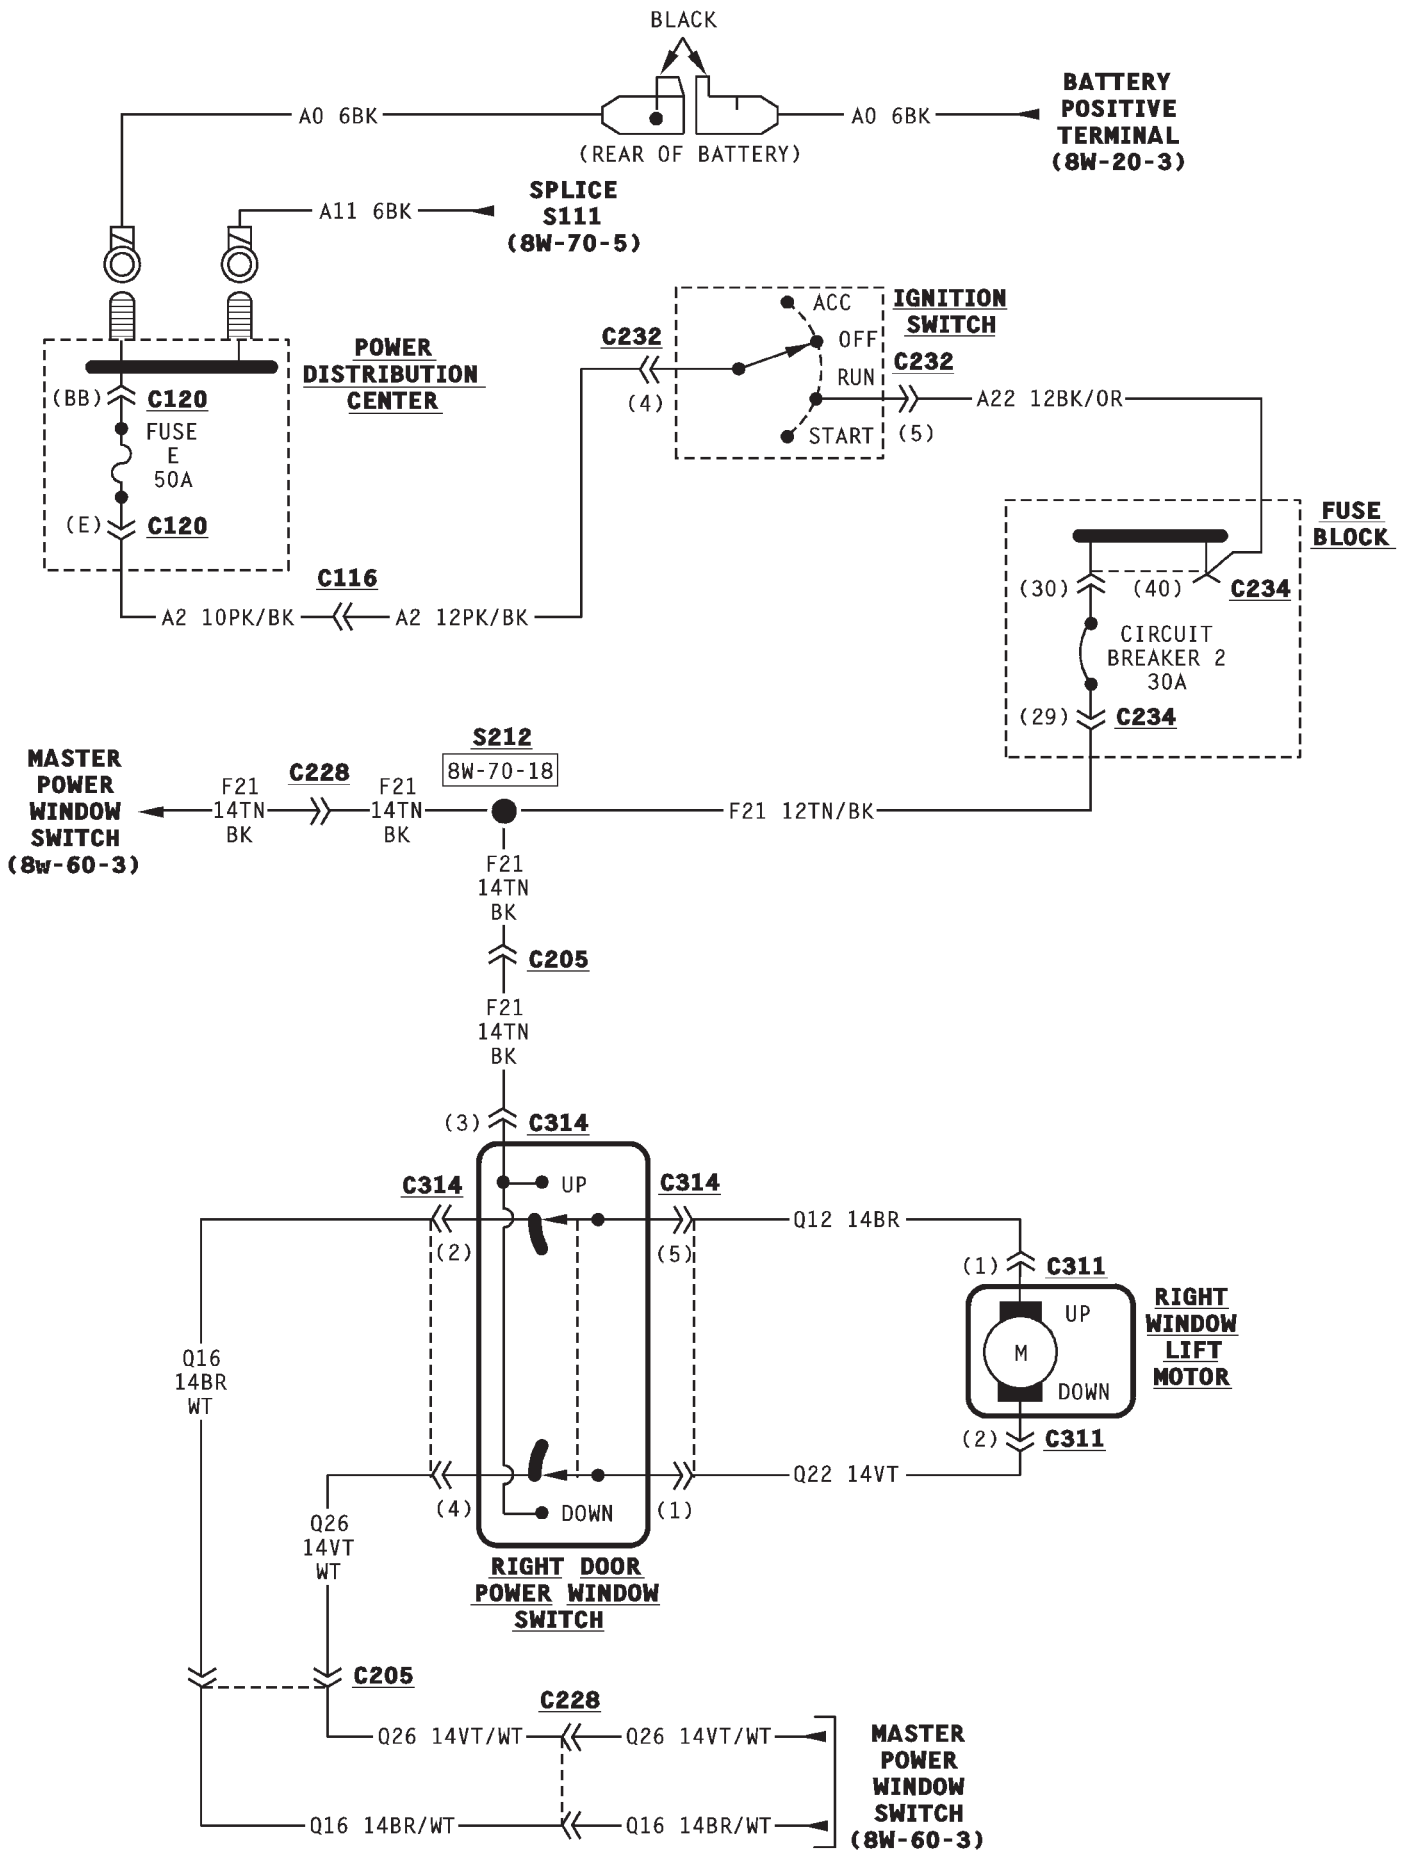 BLACK
A0 6BK
A0 6BK
BATTERY
POSITIVE
TERMINAL
(8W-20-3)
(REAR OF BATTERY)
A11 6BK
SPLICE
S111
(8W-70-5)
POWER
DISTRIBUTION
CENTER
(BB)
C120
FUSE
E
50A
(E)
C120
C232
(4)
ACC
OFF
RUN
START
IGNITION
SWITCH
C232
(5)
A22 12BK/OR
A2 10PK/BK
C116
A2 12PK/BK
FUSE
BLOCK
(30)
(40)
C234
CIRCUIT
BREAKER 2
30A
(29)
C234
MASTER
POWER
WINDOW
SWITCH
(8w-60-3)
F21
14TN
BK
C228
F21
14TN
BK
S212
8W-70-18
F21 12TN/BK
F21
14TN
BK
C205
F21
14TN
BK
(3)
C314
C314
(2)
UP
C314
(5)
Q12 14BR
(1)
C311
UP
M
DOWN
RIGHT
WINDOW
LIFT
MOTOR
(2)
C311
Q16
14BR
WT
(4)
DOWN
(1)
Q22 14VT
Q26
14VT
WT
RIGHT DOOR
POWER WINDOW
SWITCH
C205
C228
Q26 14VT/WT
Q26 14VT/WT
Q16 14BR/WT
Q16 14BR/WT
MASTER
POWER
WINDOW
SWITCH
(8W-60-3)